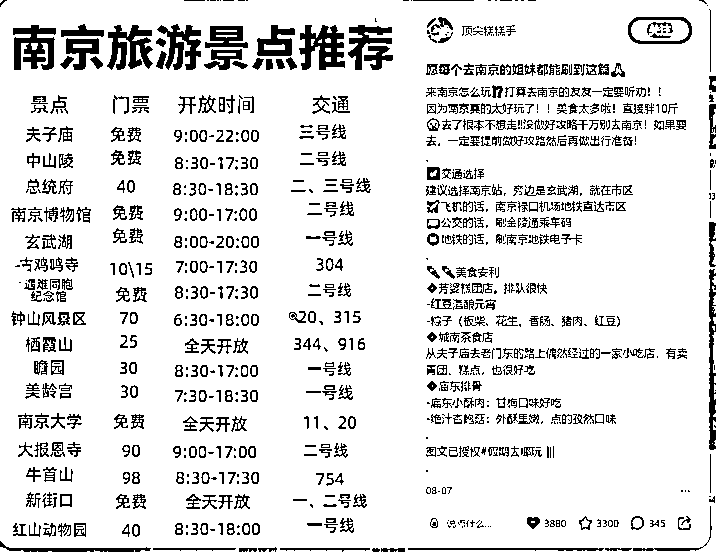 南京旅游景点推荐
景点 门票 开放时间 交通
夫子庙 免费 9:00-22:00 三号线
中山陵 免费 8:30-17:30 二号线
总统府 40 8:30-18:30 二、三号线
南京博物馆 免费 9:00-17:00 二号线
玄武湖 免费 8:00-20:00 一号线
古鸡鸣寺 10\15 7:00-17:30 304
遇难同胞
纪念馆 免费 8:30-17:30 二号线
钟山风景区 70 6:30-18:00 20、315
栖霞山 25 全天开放 344、916
瞻园 30 8:30-17:00 一号线
美龄宫 30 7:30-18:30 一号线
南京大学 免费 全天开放 11、20
大报恩寺 90 9:00-17:00 二号线
牛首山 98 8:30-17:30 754
新街口 免费 全天开放 一、二号线
红山动物园 40 8:30-18:00 一号线
顶尖糕糕手
关注
愿每个去南京的姐妹都能刷到这篇🙏
来南京怎么玩⁉️打算去南京的友友一定要听劝！！
因为南京真的太好玩了！！美食太多啦！直接胖10斤
去了根本不想走‼️没做好攻略千万别去南京！如果要
去，一定要提前做好攻略然后再做出行准备！
.
☑️交通选择
建议选择南京站，旁边是玄武湖，就在市区
飞机的话，南京禄口机场地铁直达市区
公交的话，刷金陵通乘车码
地铁的话，刷南京地铁电子卡
.
美食安利
◆芳婆糕团店，排队很快
-红豆酒酿元宵
-粽子（板栗、花生、香肠、猪肉、红豆）
◆城南茶食店
从夫子庙去老门东的路上偶然经过的一家小吃店，有卖
青团、糕点，也很好吃
◆庙东排骨
-庙东小酥肉：甘梅口味好吃
-绝汁杏鲍菇：外酥里嫩，点的孜然口味
.
图文已授权#假期去哪玩
.
08-07 ...
说点什么... 3880 3300 345